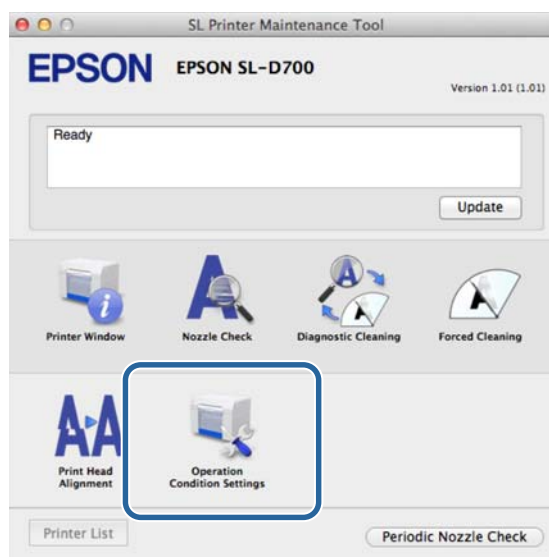 SL Printer Maintenance Tool
EPSON EPSON SL-D700
Version 1.01 (1.01)
Ready
Update
Printer Window Nozzle Check Diagnostic Cleaning Forced Cleaning
Print Head Operation
Alignment Condition Settings
Printer List Periodic Nozzle Check